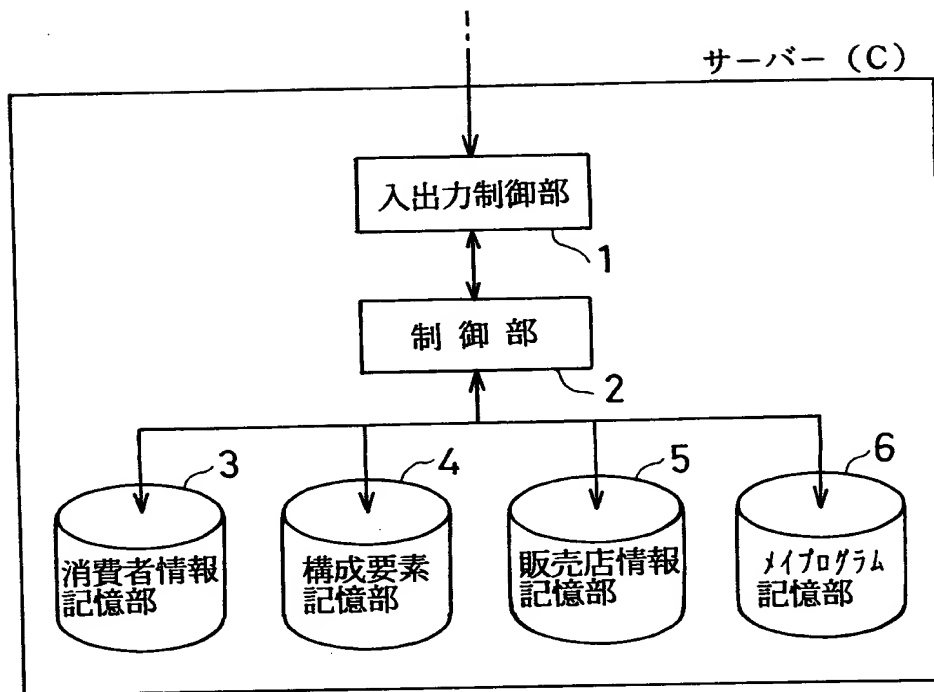 サーバー (C)
入出力制御部
1
制御部
2
3
4
5
6
消費者情報
記憶部
構成要素
記憶部
販売店情報
記憶部
メイプログラム
記憶部